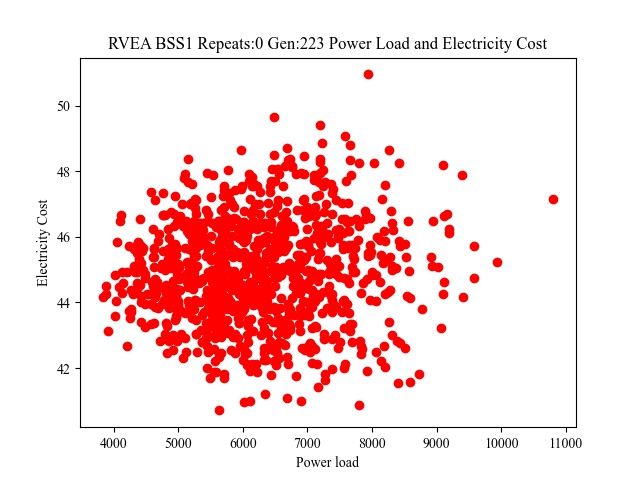 RVEA BSS1 Repeats:0 Gen:223 Power Load and Electricity Cost
50
48
46
44
42
Electricity Cost
4000 5000 6000 7000 8000 9000 10000 11000
Power load